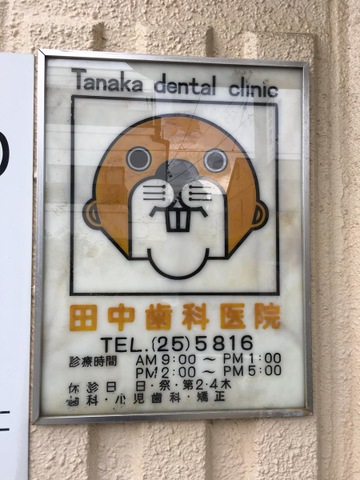 Tanaka dental clinic
田中歯科医院
TEL.(25)5816
診療時間 AM 9:00 〜 PM 1:00
PM 2:00 〜 PM 5:00
休診日 日・祭・第2・4木
歯科・小児歯科・矯正